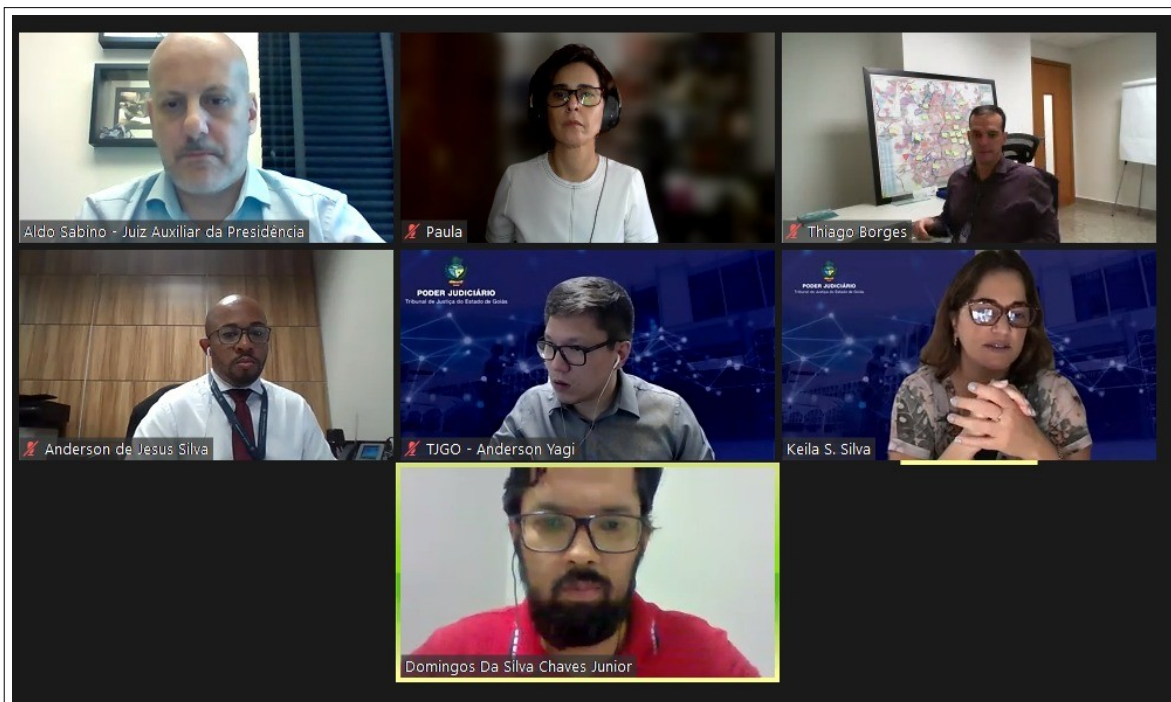 Aldo Sabino - Juiz Auxiliar da Presidência
Paula
Thiago Borges
Anderson de Jesus Silva
PODER JUDICIÁRIO
Tribunal de Justiça do Estado de Goiás
TJGO - Anderson Yagi
PODER JUDICIÁRIO
Tribunal de Justiça do Estado de Goiás
Keila S. Silva
Domingos Da Silva Chaves Junior